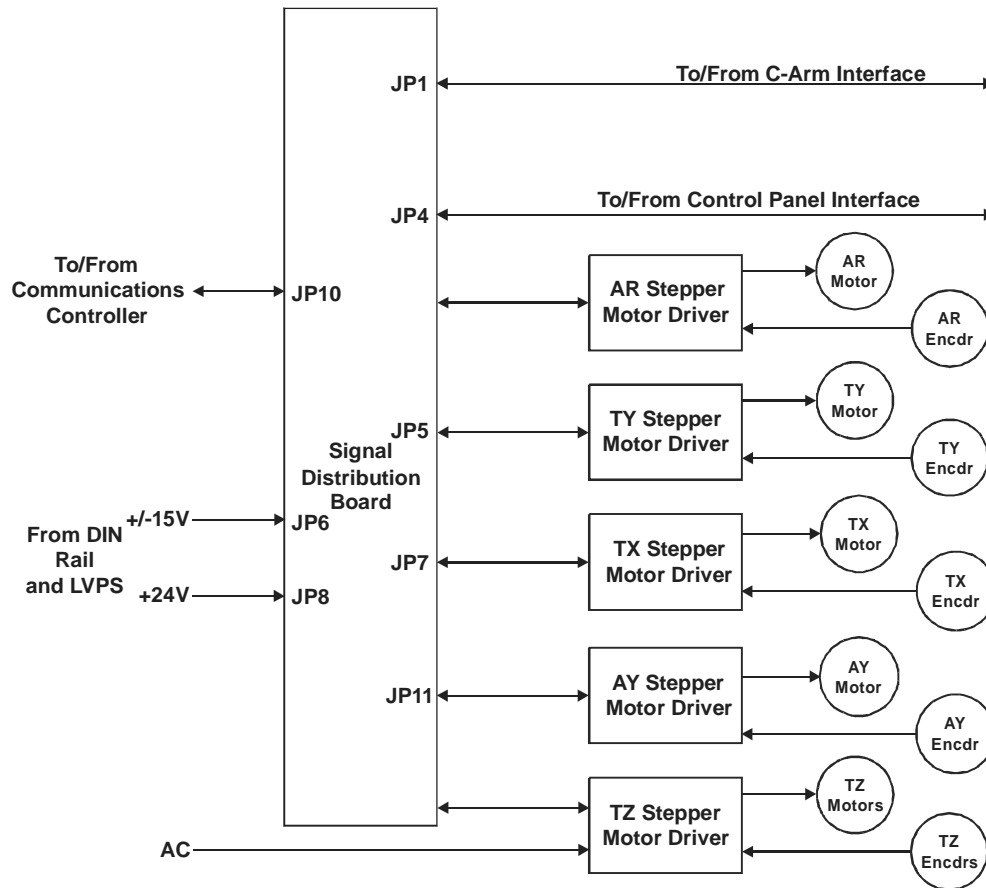 JP1
To/From C-Arm Interface
JP4
To/From Control Panel Interface
To/From
Communications
Controller
JP10
AR Stepper
Motor Driver
AR
Motor
AR
Encdr
JP5
Signal
Distribution
Board
TY Stepper
Motor Driver
TY
Motor
TY
Encdr
From DIN
Rail
and LVPS
+/-15V
JP6
+24V
JP8
JP7
TX Stepper
Motor Driver
TX
Motor
TX
Encdr
JP11
AY Stepper
Motor Driver
AY
Motor
AY
Encdr
AC
TZ Stepper
Motor Driver
TZ
Motors
TZ
Encdrs